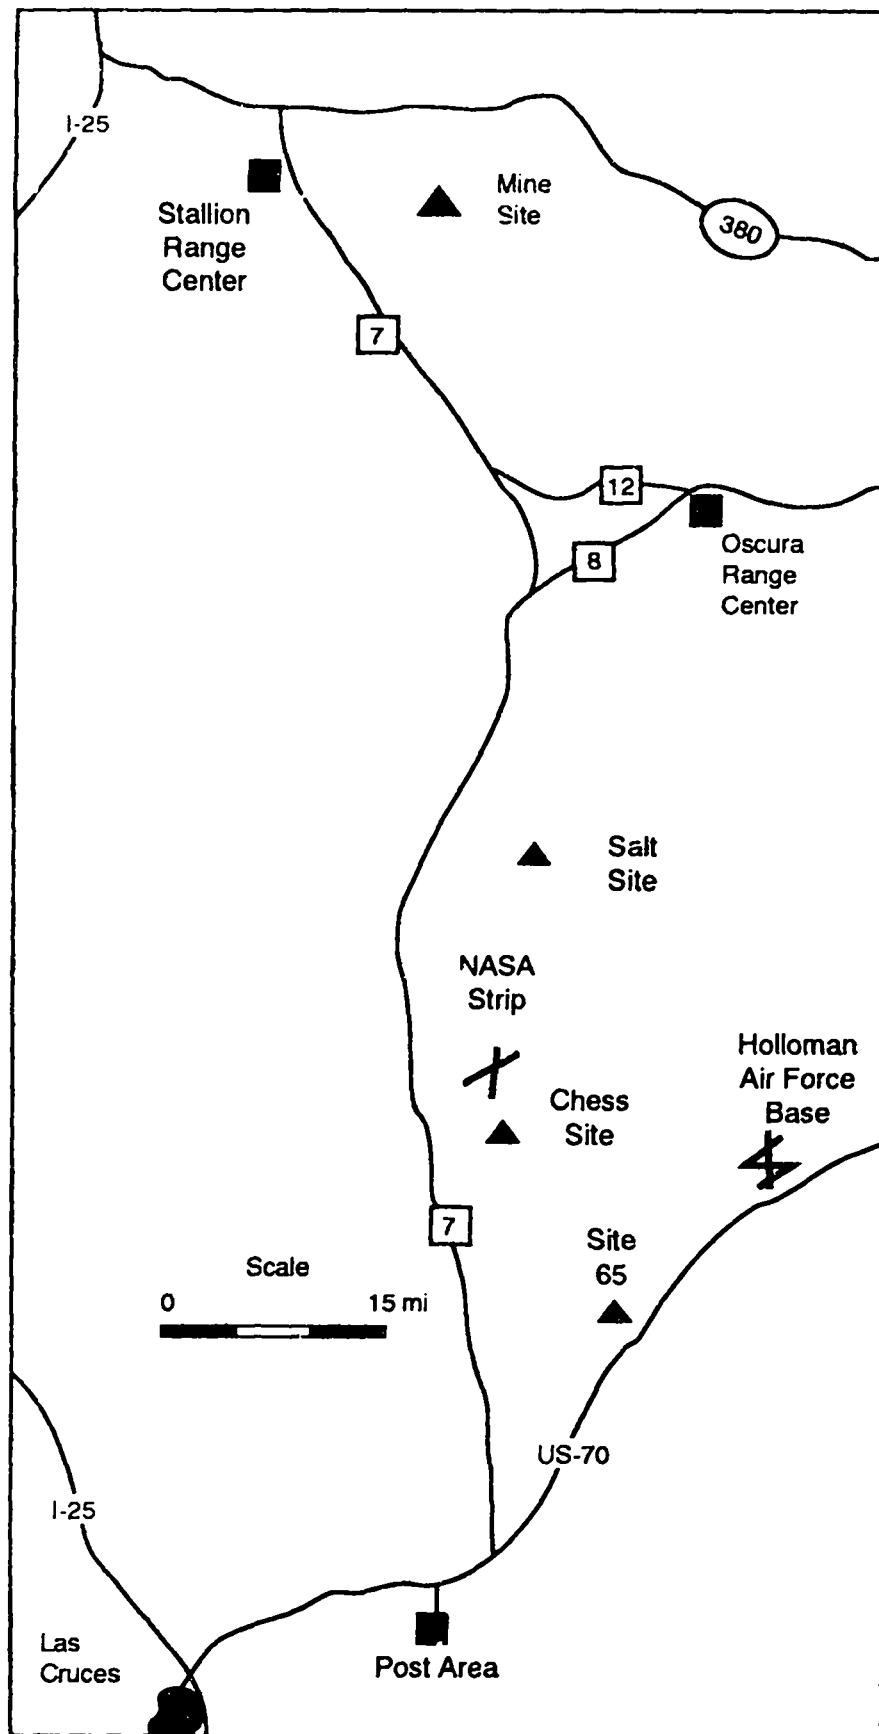 I-25
Stallion
Range
Center
Mine
Site
380
7
12
8
Oscura
Range
Center
Salt
Site
NASA
Strip
Holloman
Air Force
Base
Chess
Site
7
Site
65
Scale
0 15 mi
US-70
I-25
Las
Cruces
Post Area